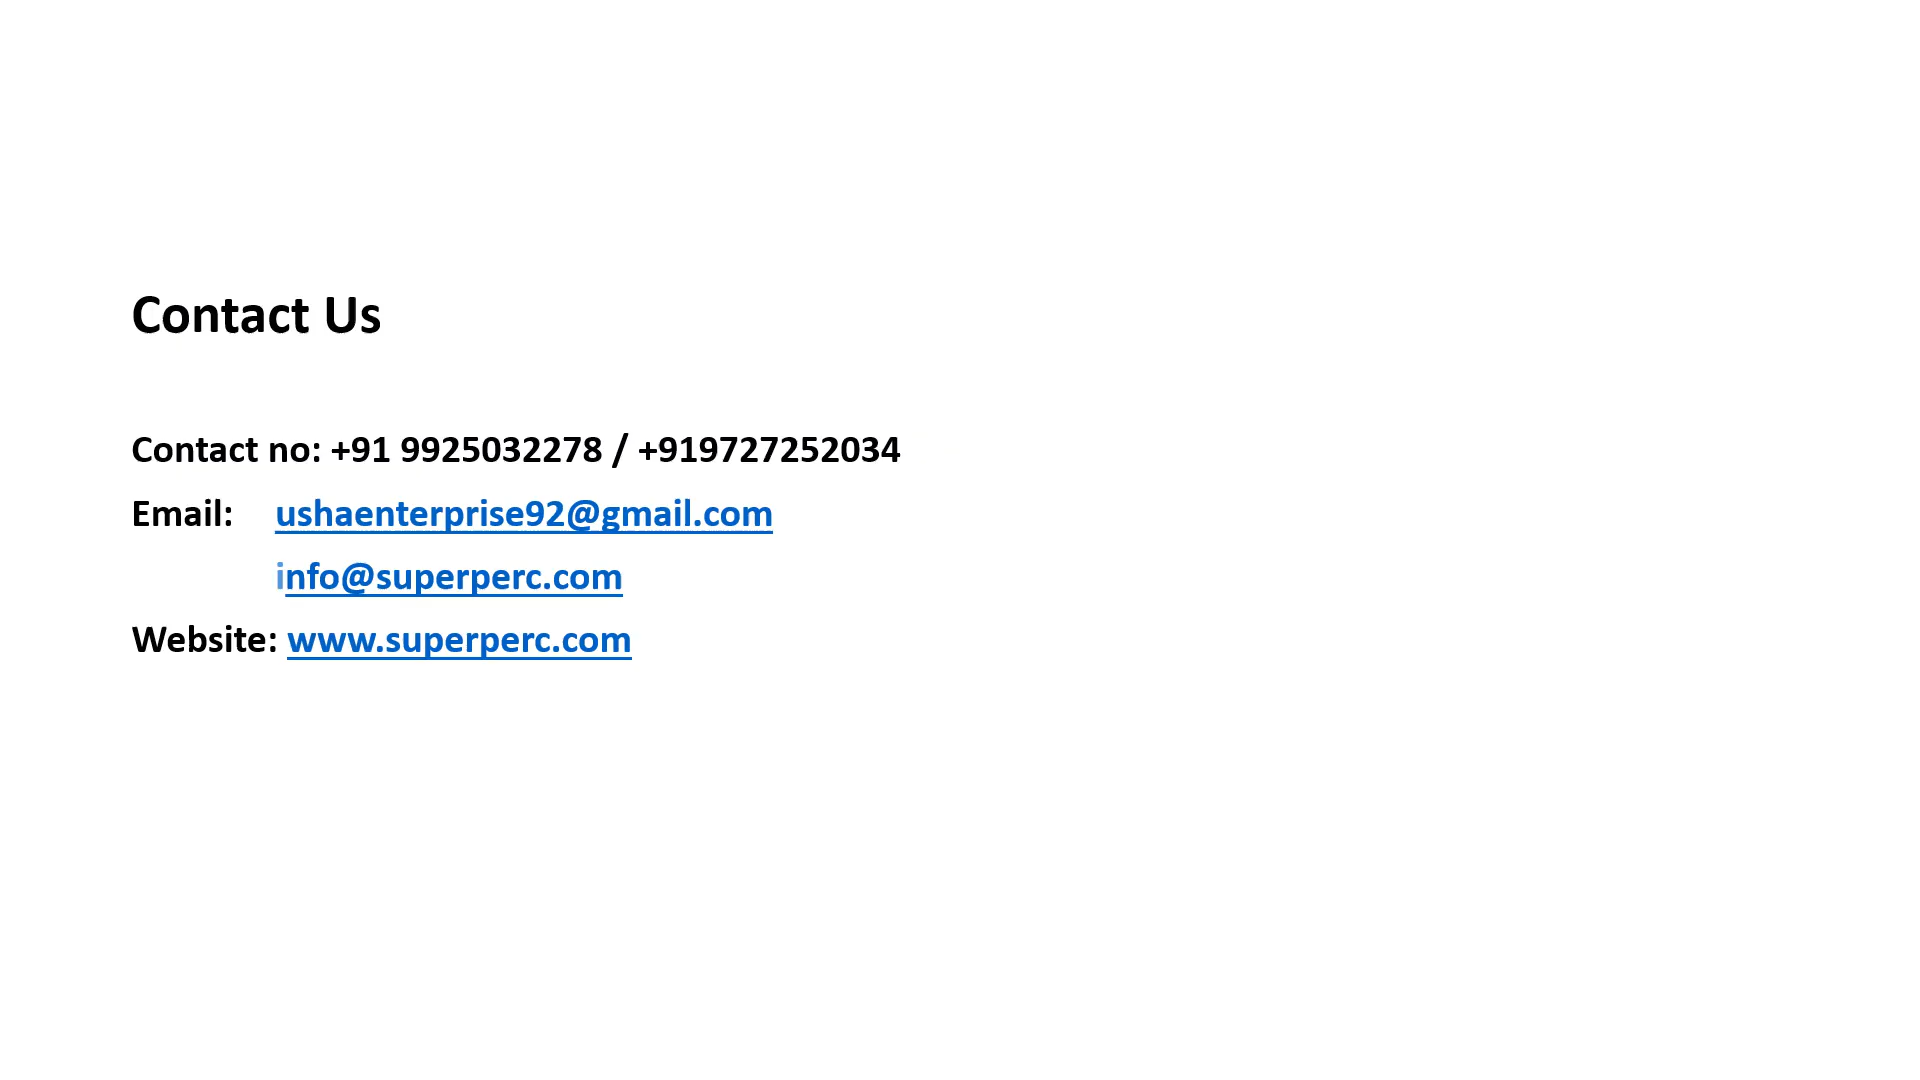 Contact Us
Contact no: +91 9925032278 / +919727252034
Email: ushaenterprise92@gmail.com
info@superperc.com
Website: www.superperc.com